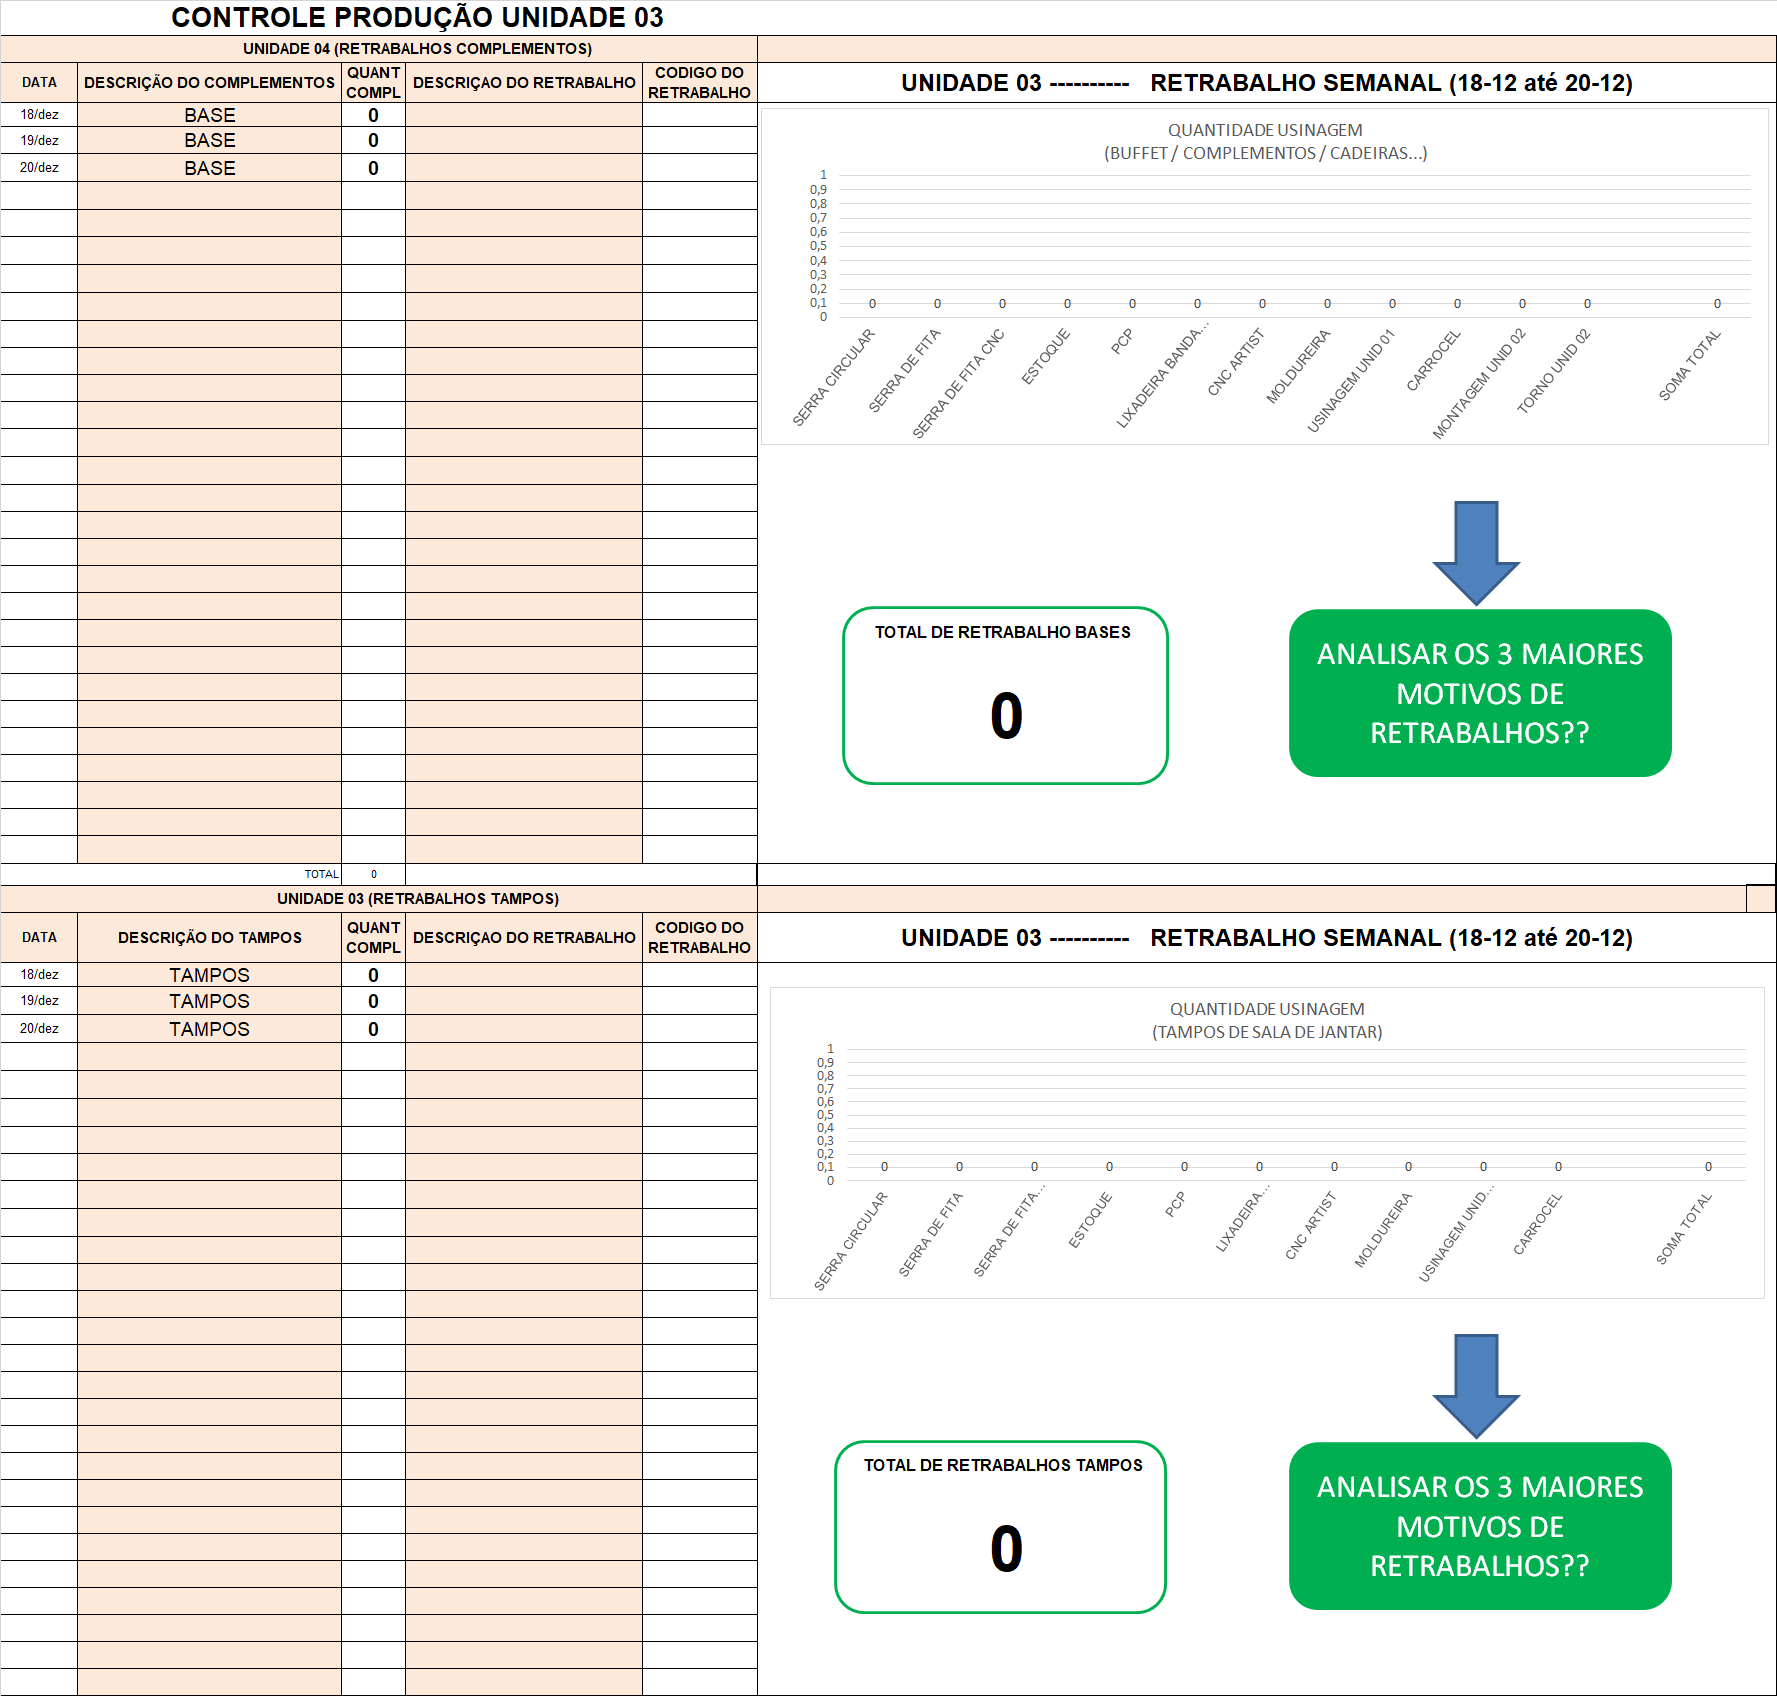 CONTROLE PRODUÇÃO UNIDADE 03
UNIDADE 04 (RETRABALHOS COMPLEMENTOS)
DATA DESCRIÇÃO DO COMPLEMENTOS QUANT COMPL DESCRIÇAO DO RETRABALHO CODIGO DO RETRABALHO
18/dez BASE 0
19/dez BASE 0
20/dez BASE 0
TOTAL 0
UNIDADE 03 ---------- RETRABALHO SEMANAL (18-12 até 20-12)
QUANTIDADE USINAGEM
(BUFFET / COMPLEMENTOS / CADEIRAS...)
1
0,9
0,8
0,7
0,6
0,5
0,4
0,3
0,2
0,1
0
0 0 0 0 0 0 0 0 0 0 0 0 0
SERRA CIRCULAR
SERRA DE FITA
SERRA DE FITA CNC
ESTOQUE
PCP
LIXADEIRA BANDA...
CNC ARTIST
MOLDUREIRA
USINAGEM UNID 01
CARROCEL
MONTAGEM UNID 02
TORNO UNID 02
SOMA TOTAL
TOTAL DE RETRABALHO BASES
0
ANALISAR OS 3 MAIORES
MOTIVOS DE
RETRABALHOS??
UNIDADE 03 (RETRABALHOS TAMPOS)
DATA DESCRIÇÃO DO TAMPOS QUANT COMPL DESCRIÇAO DO RETRABALHO CODIGO DO RETRABALHO
18/dez TAMPOS 0
19/dez TAMPOS 0
20/dez TAMPOS 0
UNIDADE 03 ---------- RETRABALHO SEMANAL (18-12 até 20-12)
QUANTIDADE USINAGEM
(TAMPOS DE SALA DE JANTAR)
1
0,9
0,8
0,7
0,6
0,5
0,4
0,3
0,2
0,1
0
0 0 0 0 0 0 0 0 0 0 0
SERRA CIRCULAR
SERRA DE FITA
SERRA DE FITA...
ESTOQUE
PCP
LIXADEIRA...
CNC ARTIST
MOLDUREIRA
USINAGEM UNID...
CARROCEL
SOMA TOTAL
TOTAL DE RETRABALHOS TAMPOS
0
ANALISAR OS 3 MAIORES
MOTIVOS DE
RETRABALHOS??